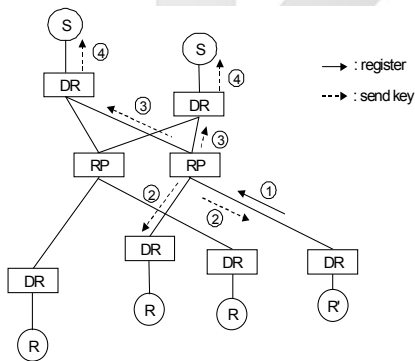 S
S
④
④
DR
DR
→ : register
--→ : send key
③
③
RP
RP
①
②
②
DR
DR
DR
DR
R
R
R
R'